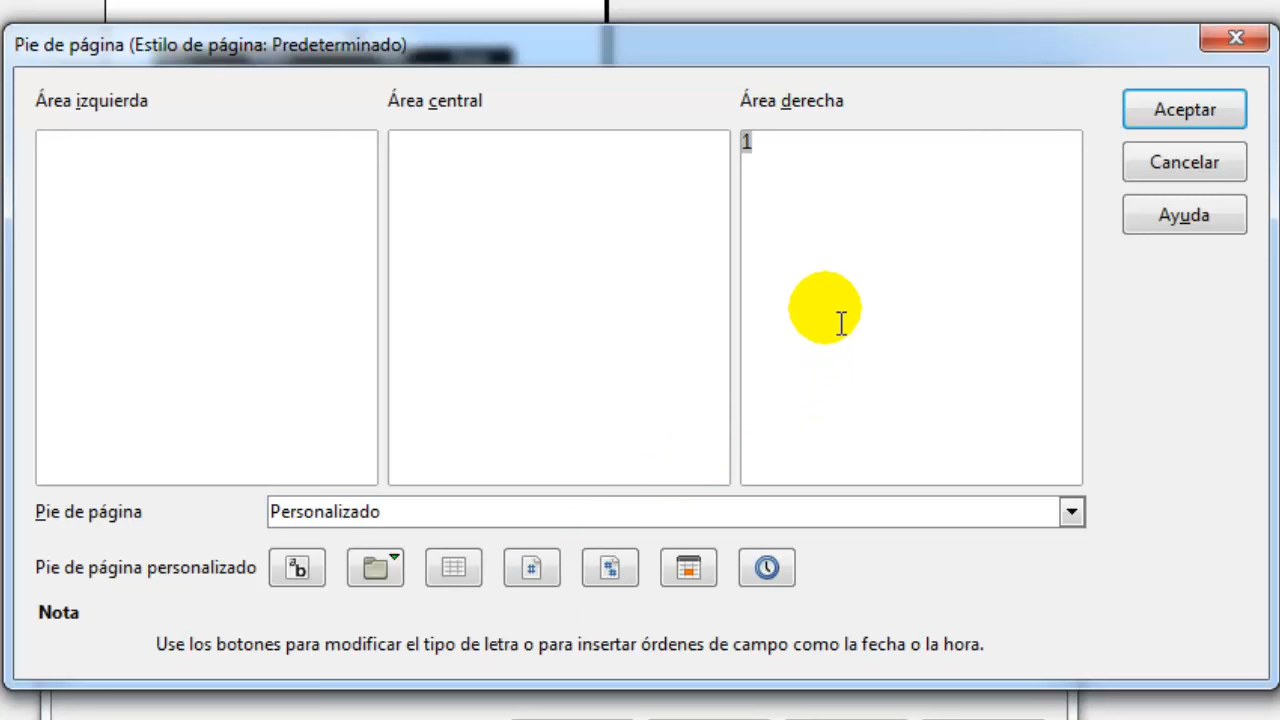 Pie de página (Estilo de página: Predeterminado)
Área izquierda
Área central
Área derecha
1
Aceptar
Cancelar
Ayuda
Pie de página
Personalizado
Pie de página personalizado
ab
#
Nota
Use los botones para modificar el tipo de letra o para insertar órdenes de campo como la fecha o la hora.